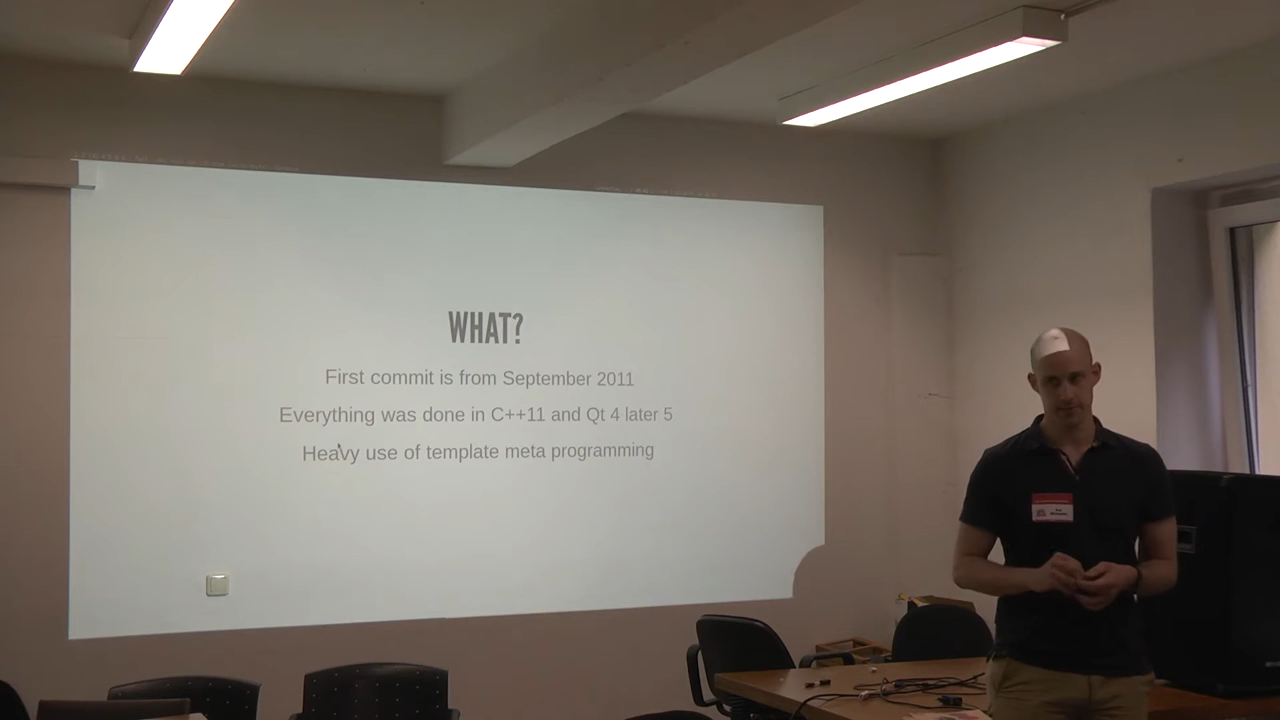 WHAT?
First commit is from September 2011
Everything was done in C++11 and Qt 4 later 5
Heavy use of template meta programming